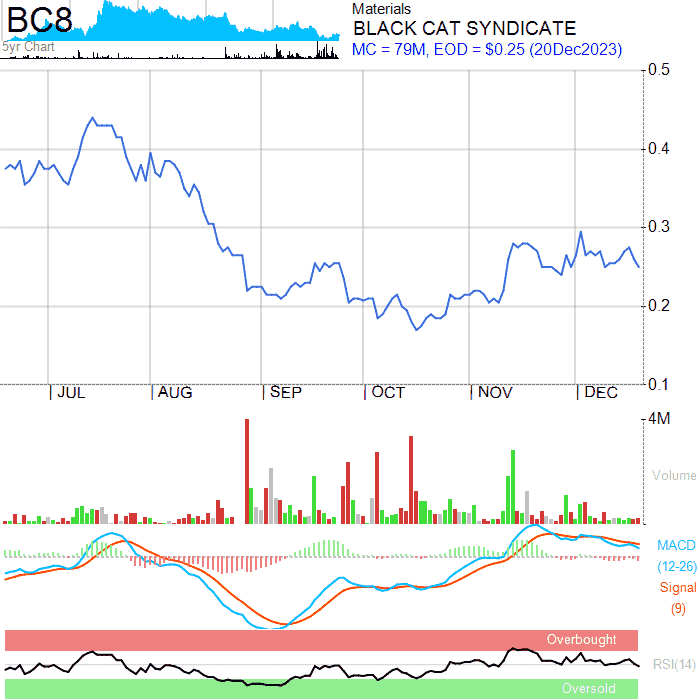 BC8
5yr Chart
Materials
BLACK CAT SYNDICATE
MC = 79M, EOD = $0.25 (20Dec2023)
0.5
0.4
0.3
0.2
0.1
JUL AUG SEP OCT NOV DEC
4M
Volume
MACD
(12-26)
Signal
(9)
Overbought
RSI(14)
Oversold